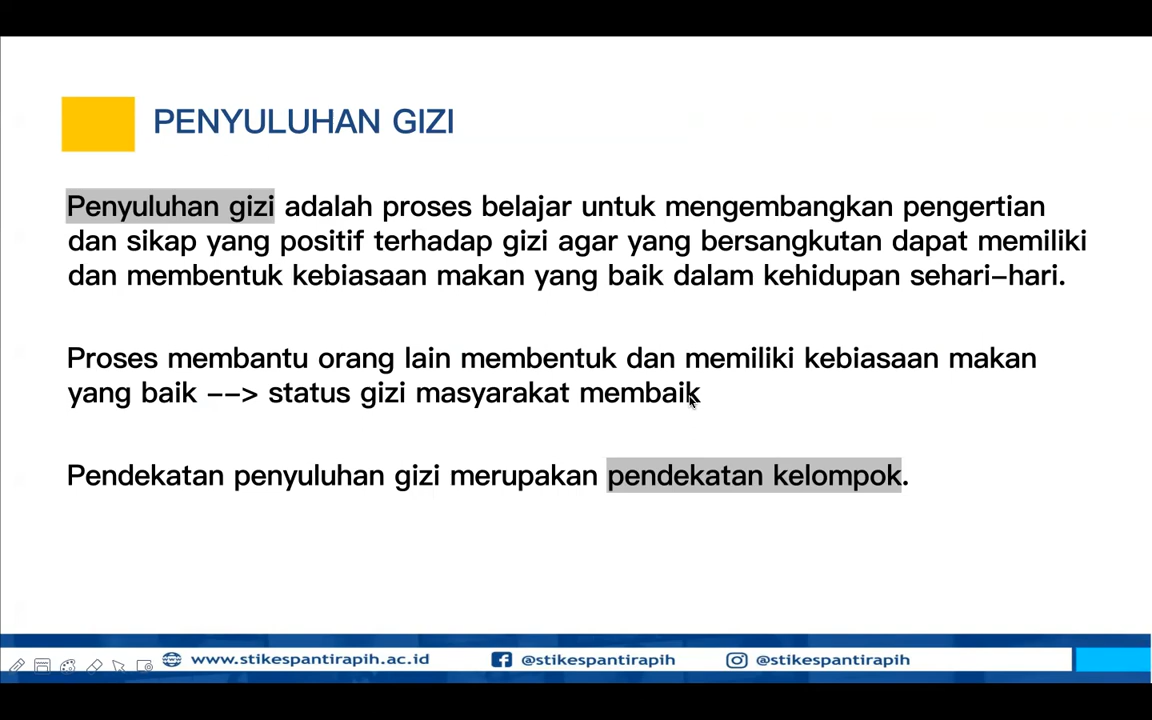 PENYULUHAN GIZI
Penyuluhan gizi adalah proses belajar untuk mengembangkan pengertian
dan sikap yang positif terhadap gizi agar yang bersangkutan dapat memiliki
dan membentuk kebiasaan makan yang baik dalam kehidupan sehari-hari.
Proses membantu orang lain membentuk dan memiliki kebiasaan makan
yang baik --> status gizi masyarakat membaik
Pendekatan penyuluhan gizi merupakan pendekatan kelompok.
www.stikespantirapih.ac.id @stikespantirapih @stikespantirapih